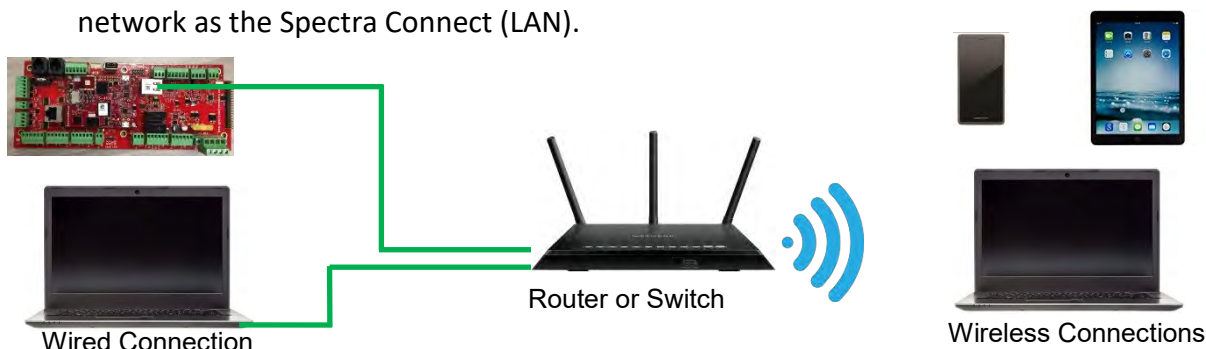 network as the Spectra Connect (LAN).
Router or Switch
Wired Connection
Wireless Connections